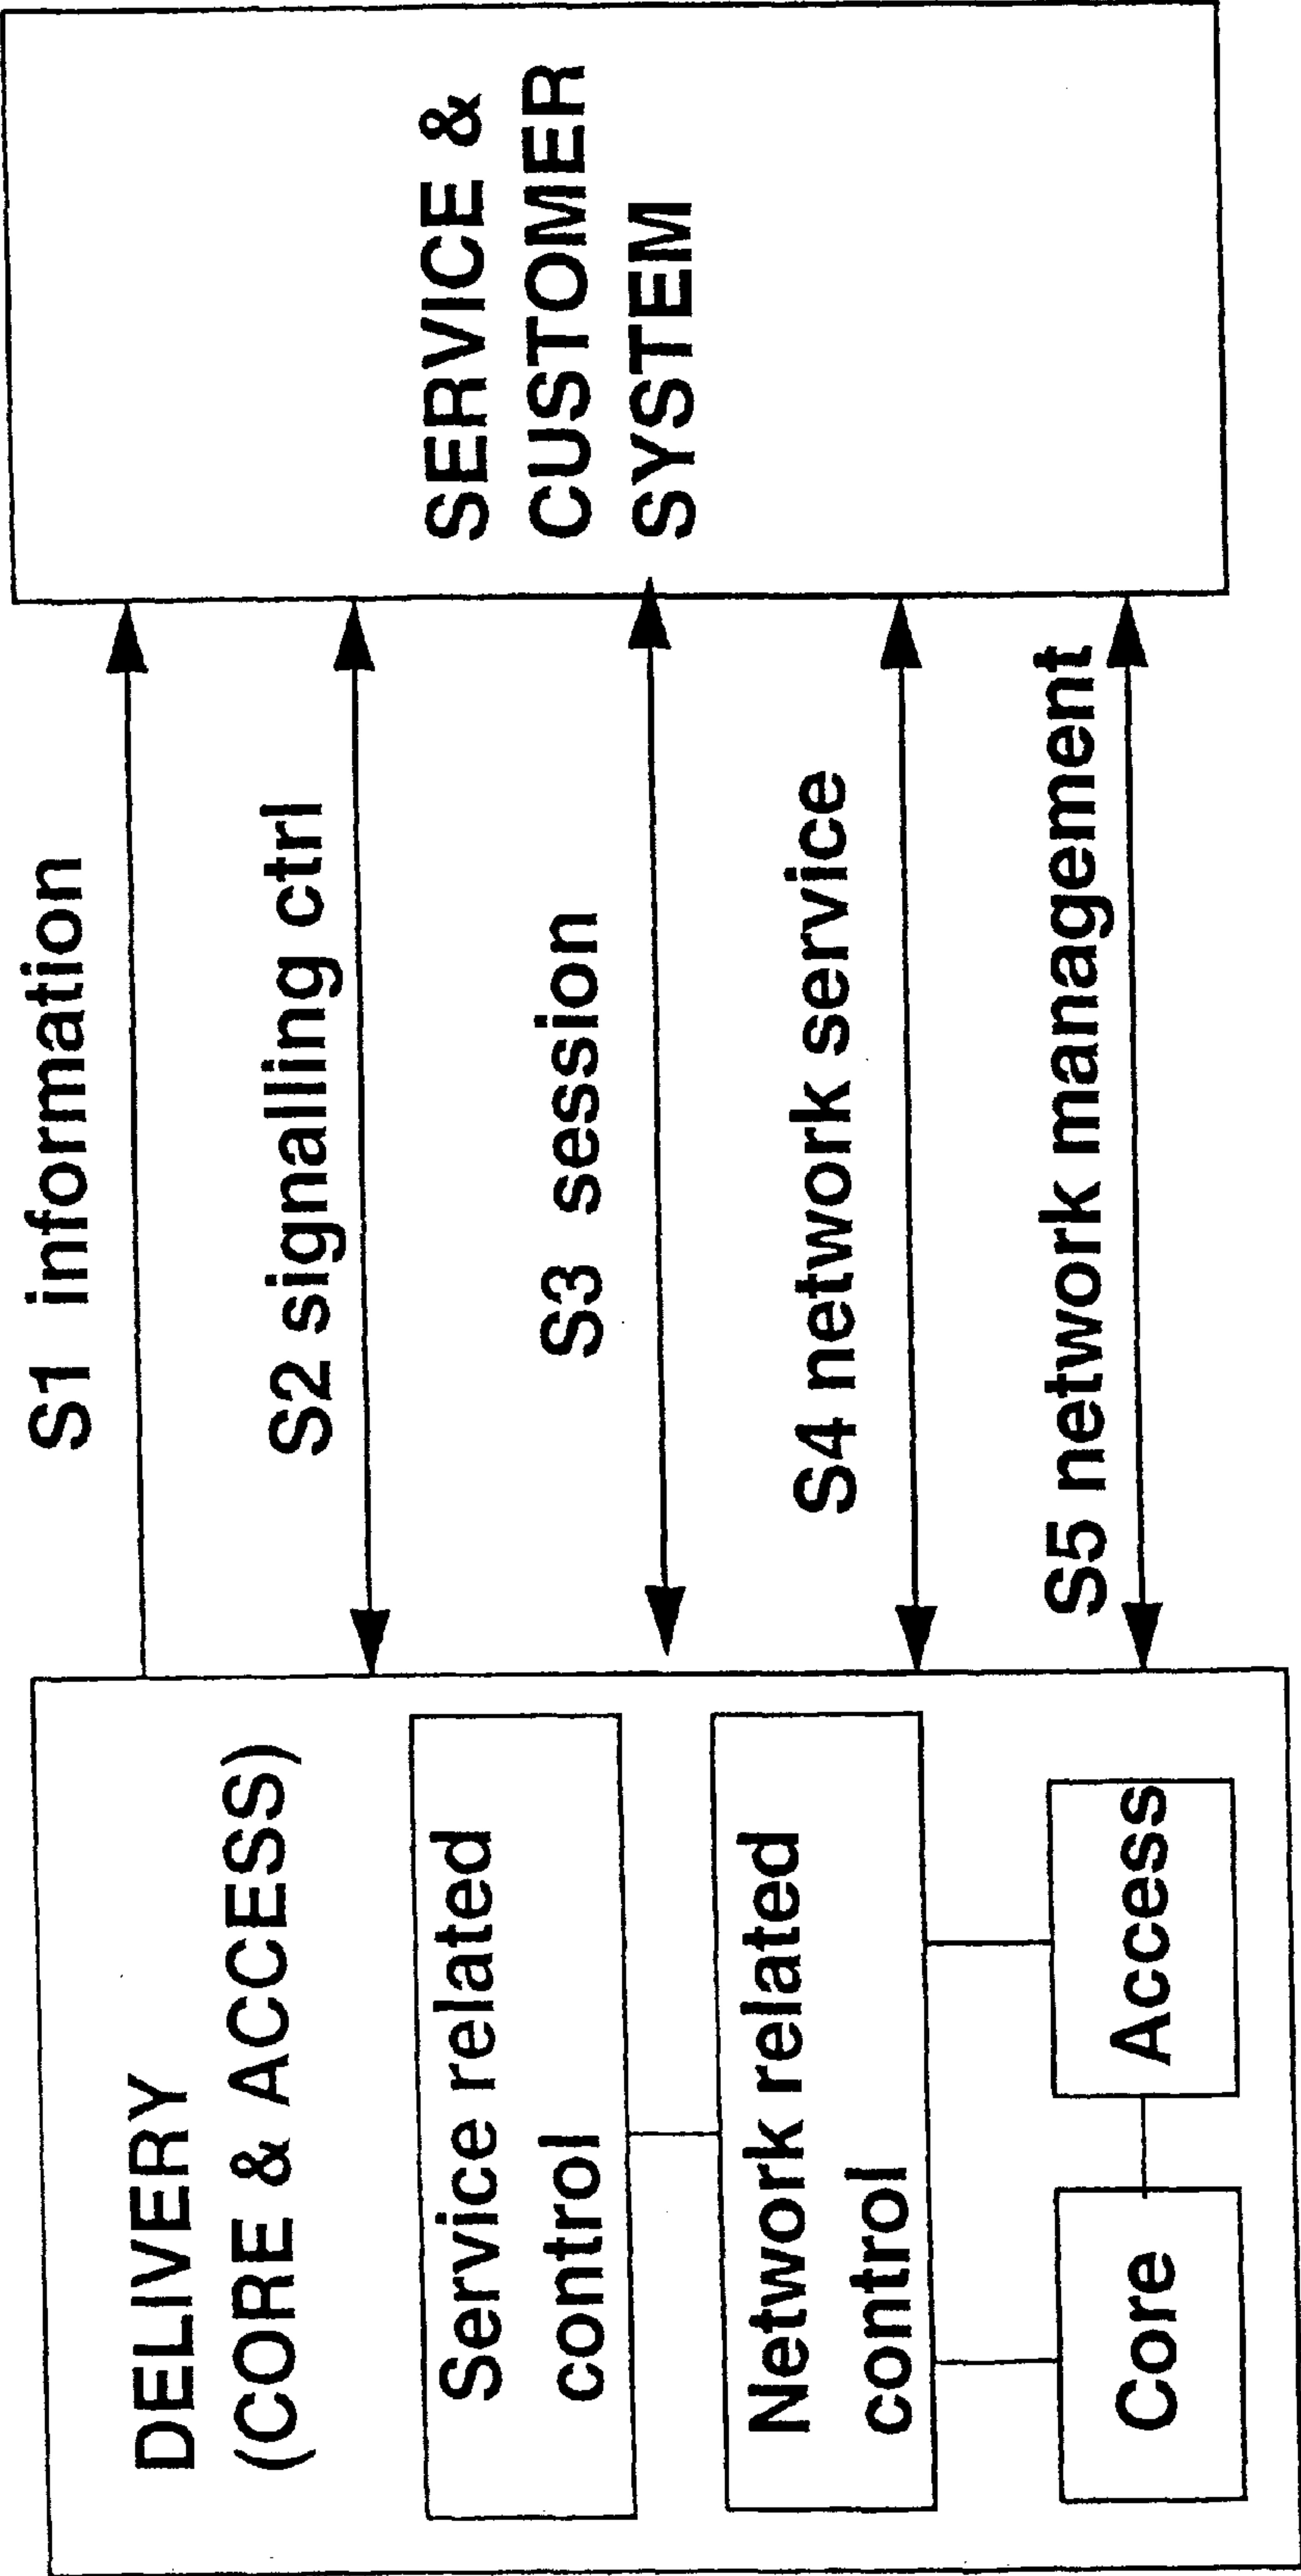 DELIVERY
(CORE & ACCESS)
Service related
control
Network related
control
Core
Access
S1 information
S2 signalling ctrl
S3 session
S4 network service
S5 network management
SERVICE &
CUSTOMER
SYSTEM